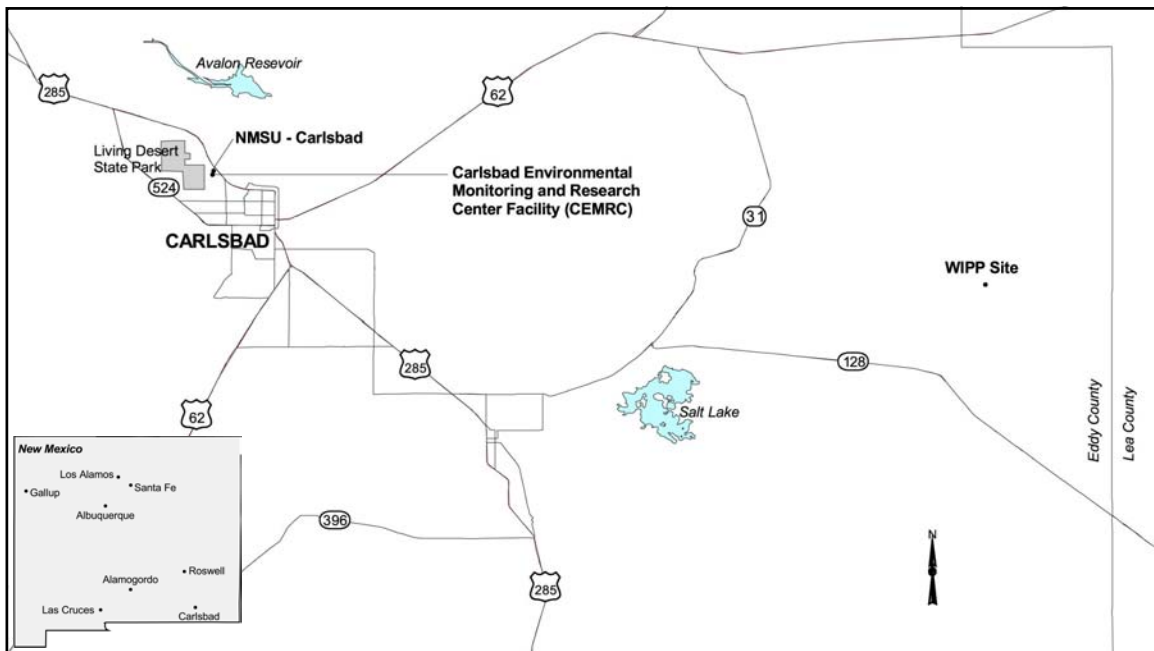 Avalon Resevoir
285
62
NMSU - Carlsbad
Living Desert
State Park
Carlsbad Environmental
Monitoring and Research
Center Facility (CEMRC)
524
31
CARLSBAD
WIPP Site
285
128
62
Salt Lake
Eddy County
Lea County
New Mexico
Los Alamos
Santa Fe
Gallup
Albuquerque
396
N
Roswell
Alamogordo
285
Las Cruces
Carlsbad